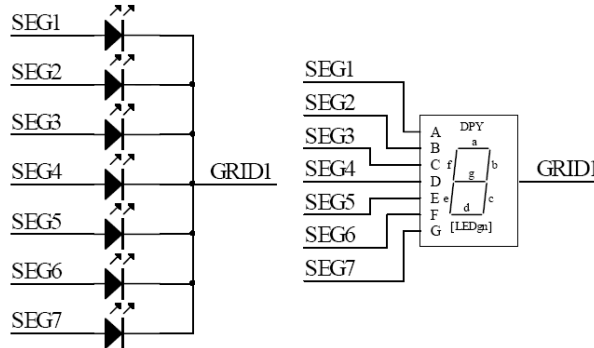 SEG1
SEG2
SEG3
SEG4
SEG5
SEG6
SEG7
GRID1
SEG1
SEG2
SEG3
SEG4
SEG5
SEG6
SEG7
A
B
C
D
E
F
G
DPY
a
f
b
g
e
c
d
[LEDgn]
GRID1